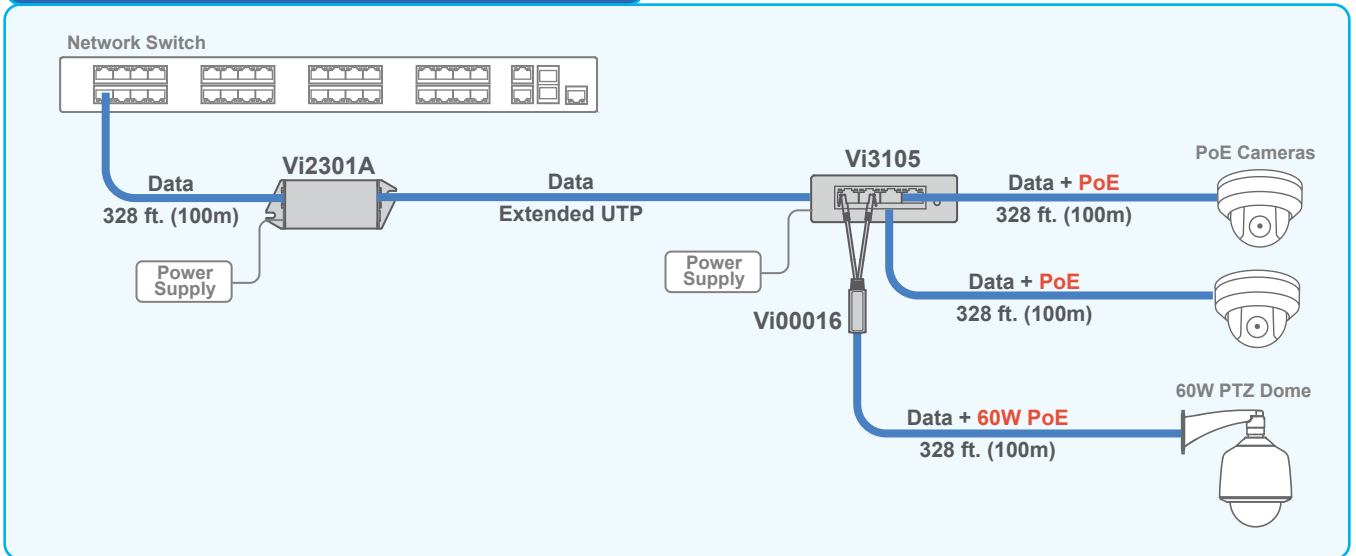 Network Switch
Vi2301A
Vi3105
PoE Cameras
Data
328 ft. (100m)
Data
Extended UTP
Data + PoE
328 ft. (100m)
Power
Supply
Power
Supply
Data + PoE
328 ft. (100m)
Vi00016
60W PTZ Dome
Data + 60W PoE
328 ft. (100m)